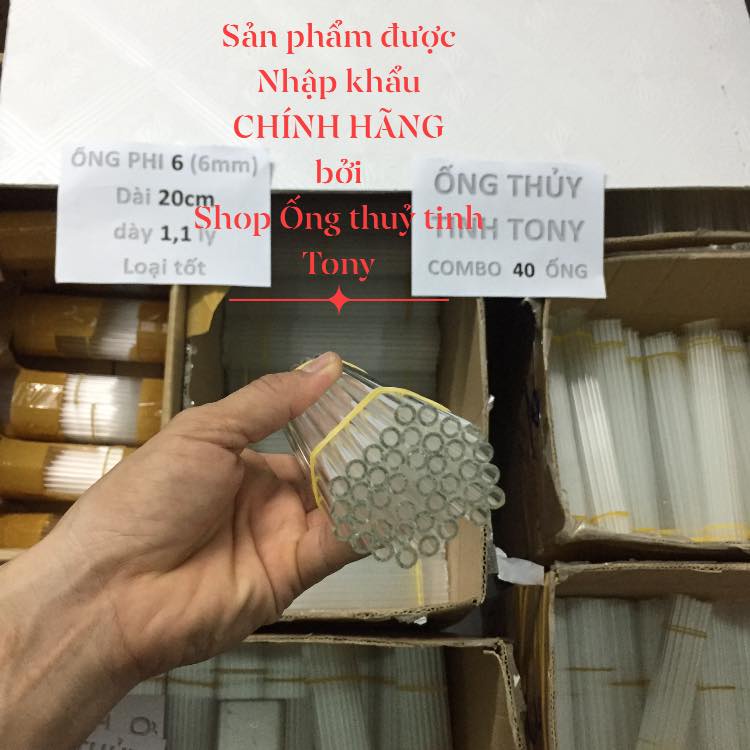 Sản phẩm được
Nhập khẩu
CHÍNH HÃNG
bởi
Shop Ống thuỷ tinh
Tony
ỐNG PHI 6 (6mm)
Dài 20cm
dày 1,1 ly
Loại tốt
ỐNG THỦY
TINH TONY
COMBO 40 ỐNG